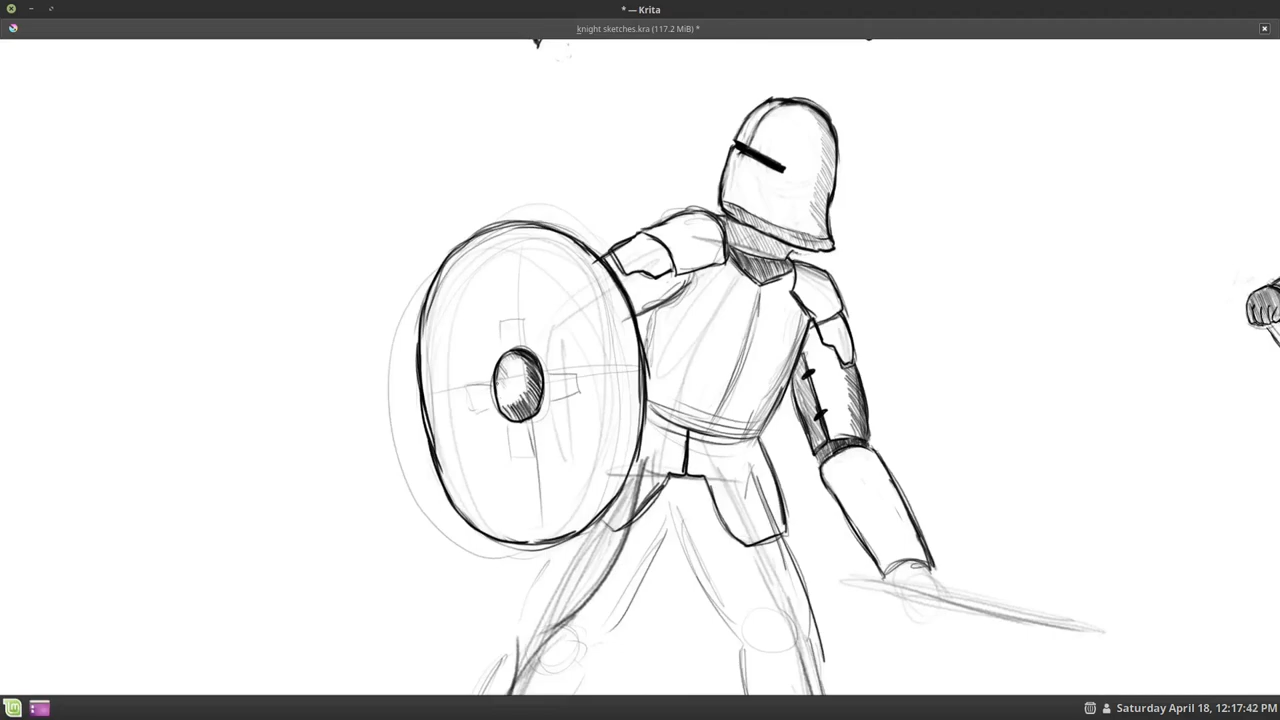 * — Krita
knight sketches.kra (117.2 MiB) *
Saturday April 18, 12:17:42 PM